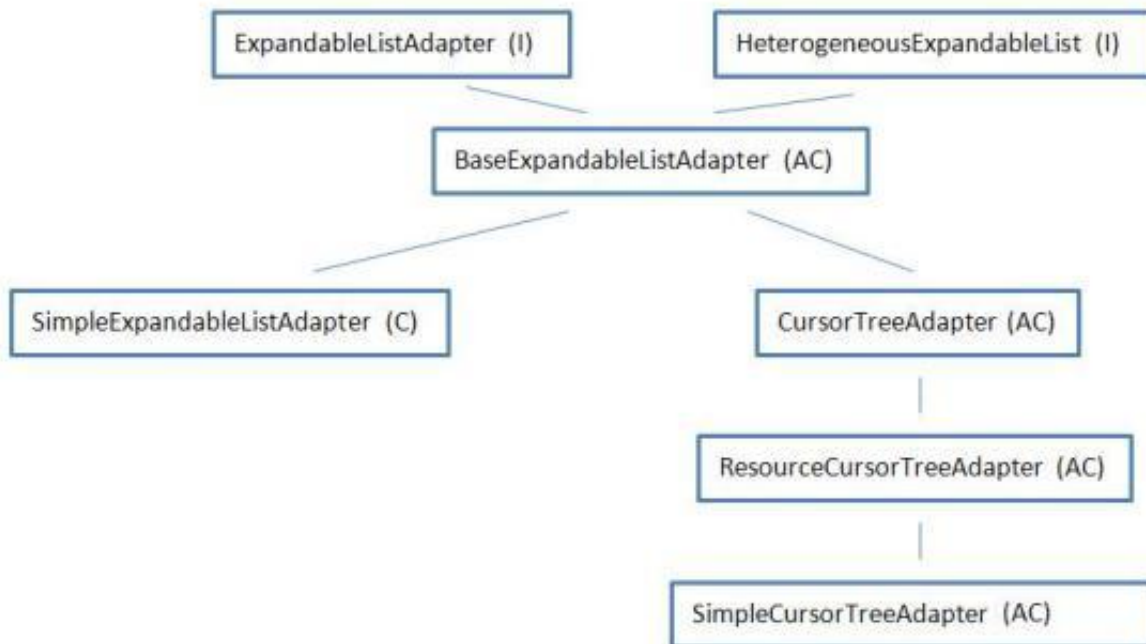 ExpandableListAdapter (I)
HeterogeneousExpandableList (I)
BaseExpandableListAdapter (AC)
SimpleExpandableListAdapter (C)
CursorTreeAdapter (AC)
ResourceCursorTreeAdapter (AC)
SimpleCursorTreeAdapter (AC)